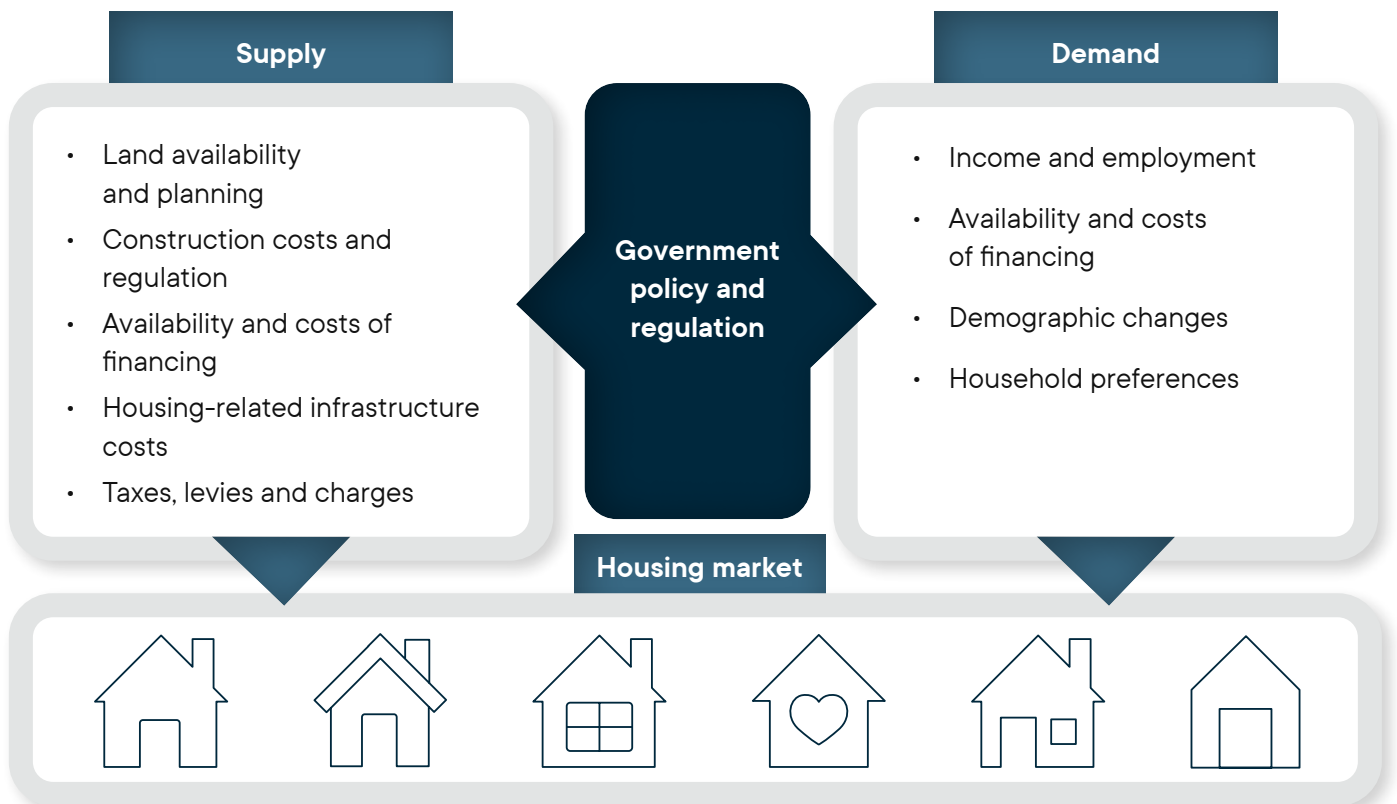 Supply
• Land availability
and planning
• Construction costs and
regulation
• Availability and costs of
financing
• Housing-related infrastructure
costs
• Taxes, levies and charges
Government
policy and
regulation
Demand
• Income and employment
• Availability and costs
of financing
• Demographic changes
• Household preferences
Housing market